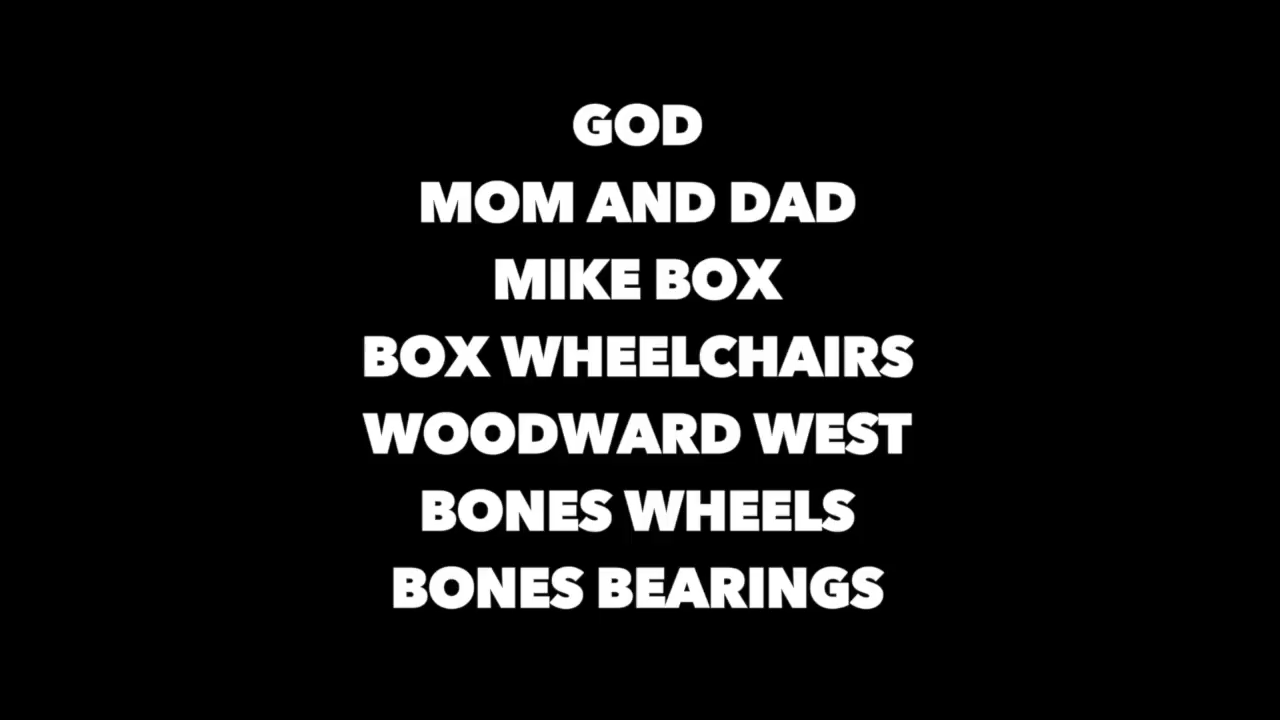 GOD
MOM AND DAD
MIKE BOX
BOX WHEELCHAIRS
WOODWARD WEST
BONES WHEELS
BONES BEARINGS